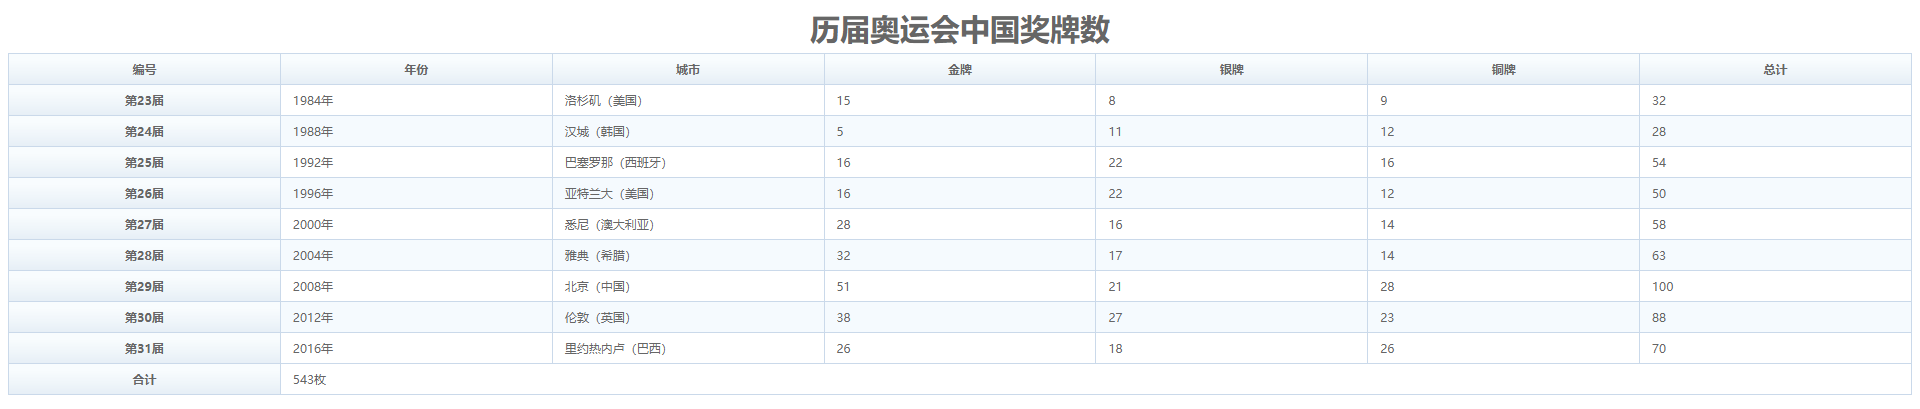 历届奥运会中国奖牌数
编号 年份 城市 金牌 银牌 铜牌 总计
第23届 1984年 洛杉矶（美国） 15 8 9 32
第24届 1988年 汉城（韩国） 5 11 12 28
第25届 1992年 巴塞罗那（西班牙） 16 22 16 54
第26届 1996年 亚特兰大（美国） 16 22 12 50
第27届 2000年 悉尼（澳大利亚） 28 16 14 58
第28届 2004年 雅典（希腊） 32 17 14 63
第29届 2008年 北京（中国） 51 21 28 100
第30届 2012年 伦敦（英国） 38 27 23 88
第31届 2016年 里约热内卢（巴西） 26 18 26 70
合计 543枚